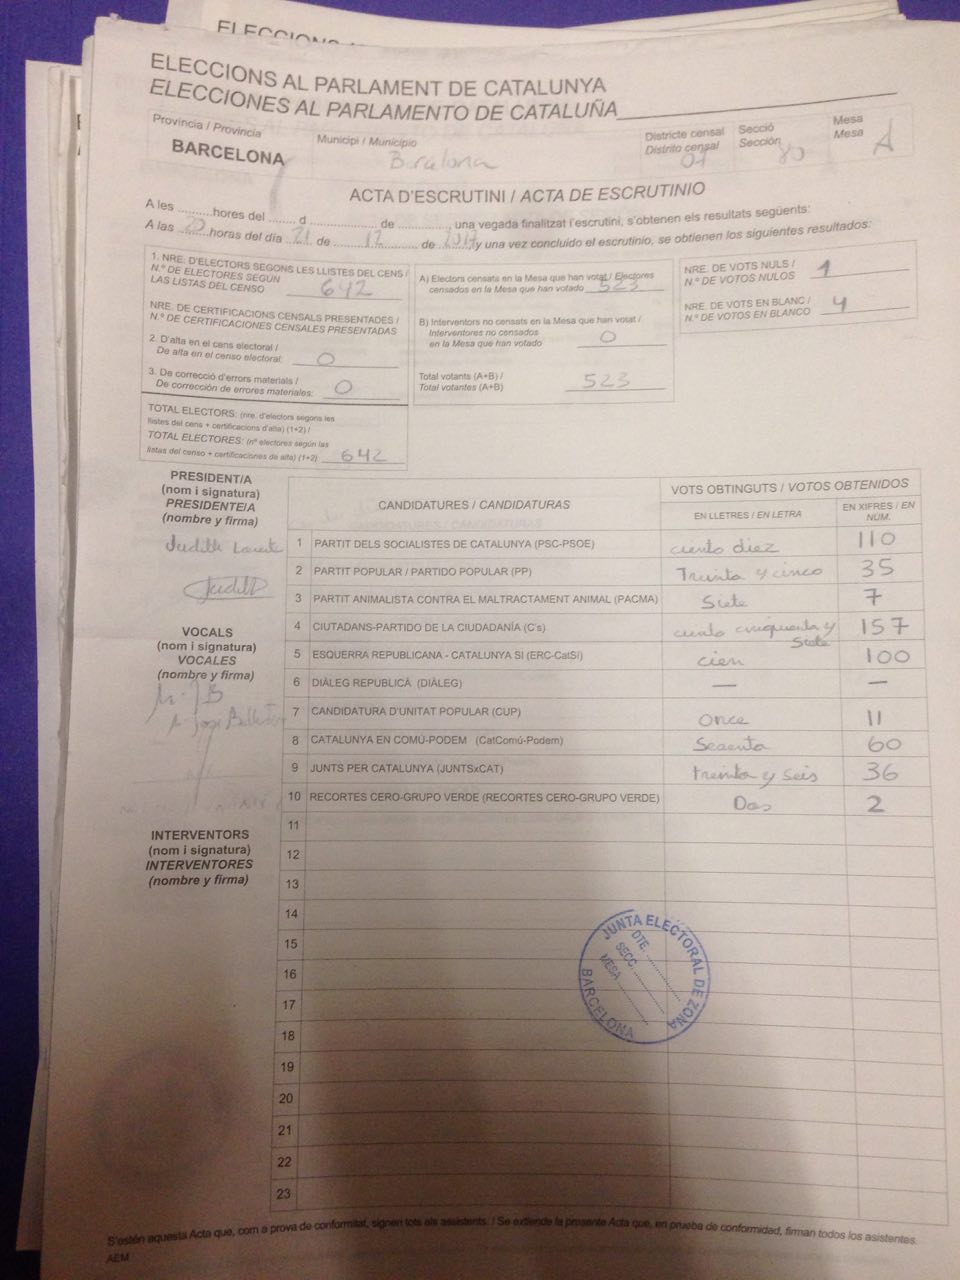 ELECCIONS AL PARLAMENT DE CATALUNYA
ELECCIONES AL PARLAMENTO DE CATALUÑA
Província / Provincia
BARCELONA
Municipi / Municipio
Barcelona
Districte censal
Distrito censal
Secció
Sección
80
Mesa
Mesa
A
ACTA D'ESCRUTINI / ACTA DE ESCRUTINIO
A les ..........hores del ........ d .................. de ............... una vegada finalitzat l'escrutini, s'obtenen els resultats següents:
A las ..20....horas del día ..21. de .......12........ de ..2017.y una vez concluido el escrutinio, se obtienen los siguientes resultados:
1. NRE. D'ELECTORS SEGONS LES LLISTES DEL CENS /
N.º DE ELECTORES SEGÚN
LAS LISTAS DEL CENSO 642
NRE. DE CERTIFICACIONS CENSALS PRESENTADES /
N.º DE CERTIFICACIONES CENSALES PRESENTADAS
2. D'alta en el cens electoral /
De alta en el censo electoral: 0
3. De correcció d'errors materials /
De corrección de errores materiales: 0
TOTAL ELECTORS: (nre. d'electors segons les
llistes del cens + certificacions d'alta) (1+2) /
TOTAL ELECTORES: (nº electores según las
listas del censo + certificaciones de alta) (1+2) 642
A) Electors censats en la Mesa que han votat / Electores
censados en la Mesa que han votado 523
B) Interventors no censats en la Mesa que han votat /
Interventores no censados
en la Mesa que han votado 0
Total votants (A+B) /
Total votantes (A+B) 523
NRE. DE VOTS NULS /
N.º DE VOTOS NULOS 1
NRE. DE VOTS EN BLANC /
N.º DE VOTOS EN BLANCO 4
PRESIDENT/A
(nom i signatura)
PRESIDENTE/A
(nombre y firma)
Judith
Judith
VOCALS
(nom i signatura)
VOCALES
(nombre y firma)
INTERVENTORS
(nom i signatura)
INTERVENTORES
(nombre y firma)
CANDIDATURES / CANDIDATURAS
VOTS OBTINGUTS / VOTOS OBTENIDOS
EN LLETRES / EN LETRA
EN XIFRES / EN
NÚM.
1 PARTIT DELS SOCIALISTES DE CATALUNYA (PSC-PSOE) ciento diez 110
2 PARTIT POPULAR / PARTIDO POPULAR (PP) Treinta y cinco 35
3 PARTIT ANIMALISTA CONTRA EL MALTRACTAMENT ANIMAL (PACMA) Siete 7
4 CIUTADANS-PARTIDO DE LA CIUDADANÍA (C's) ciento cinquenta y Siete 157
5 ESQUERRA REPUBLICANA - CATALUNYA SI (ERC-CatSí) cien 100
6 DIÀLEG REPUBLICÀ (DIÀLEG) — —
7 CANDIDATURA D'UNITAT POPULAR (CUP) Once 11
8 CATALUNYA EN COMÚ-PODEM (CatComú-Podem) Sesenta 60
9 JUNTS PER CATALUNYA (JUNTSxCAT) treinta y seis 36
10 RECORTES CERO-GRUPO VERDE (RECORTES CERO-GRUPO VERDE) Dos 2
11
12
13
14
15
16
17
18
19
20
21
22
23
JUNTA ELECTORAL DE ZONA
DTE.
SECC.
MESA
BARCELONA
S'estén aquesta Acta que, com a prova de conformitat, signen tots els assistents. / Se extiende la presente Acta que, en prueba de conformidad, firman todos los asistentes.
AEM